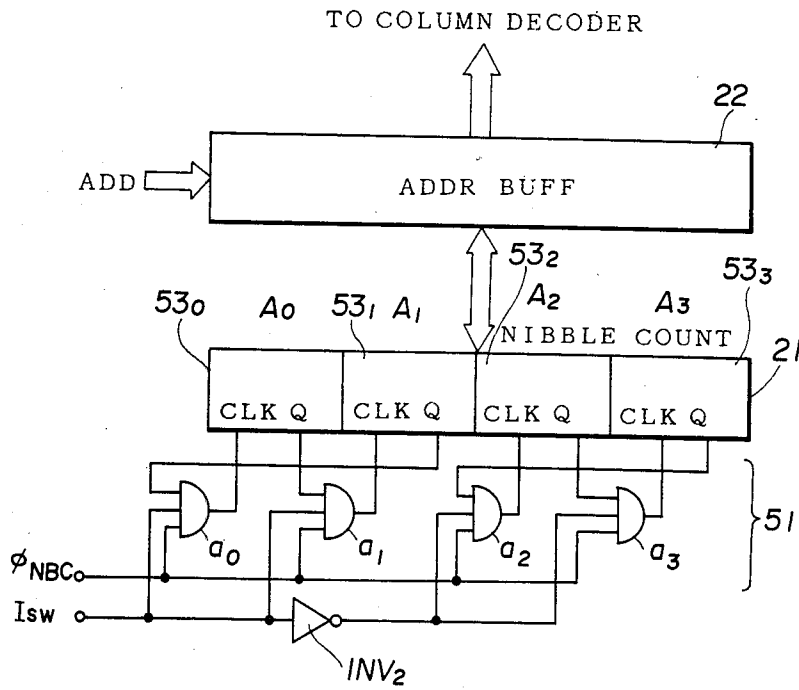 TO COLUMN DECODER
22
ADD
ADDR BUFF
53₂
53₃
53₀ A₀ 53₁ A₁ A₂ A₃
NIBBLE COUNT
21
CLK Q CLK Q CLK Q CLK Q
51
a₀ a₁ a₂ a₃
φNBC
Isw
INV₂